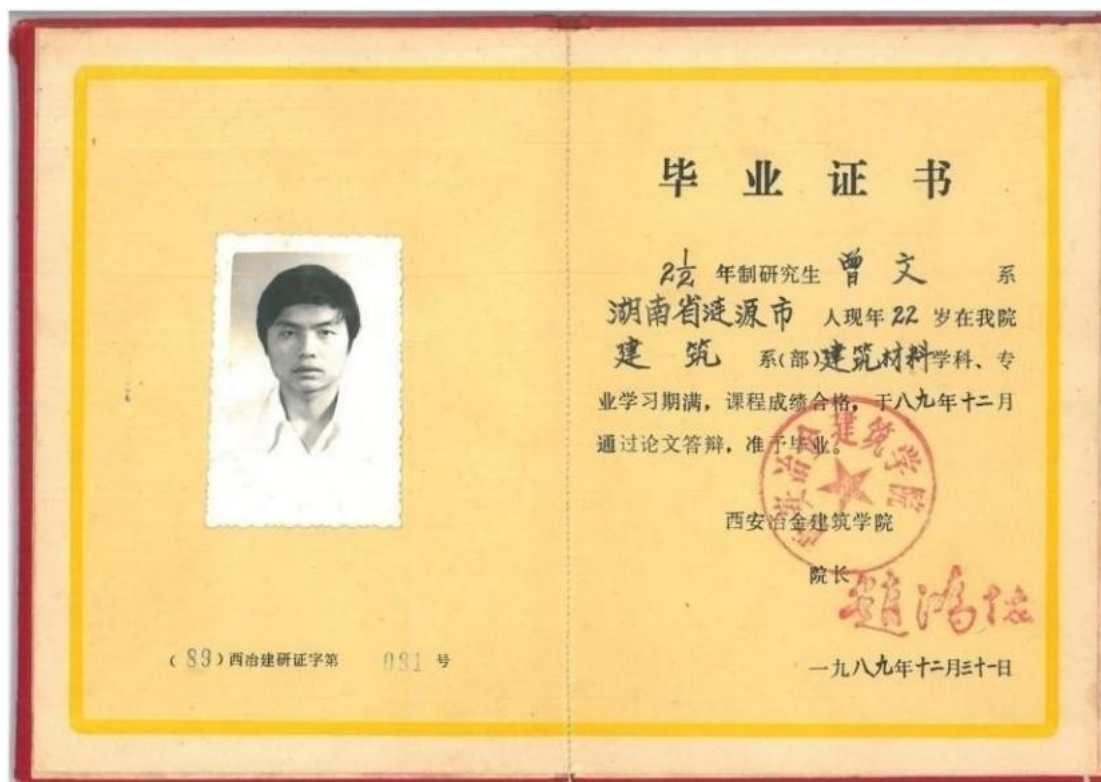 毕业证书
2½ 年制研究生 曾文 系
湖南省涟源市 人现年 22 岁在我院
建筑 系(部) 建筑材料 学科、专
业学习期满，课程成绩合格，于八九年十二月
通过论文答辩，准予毕业。
西安冶金建筑学院
院长
一九八九年十二月三十一日
(89) 西冶建研证字第 031 号